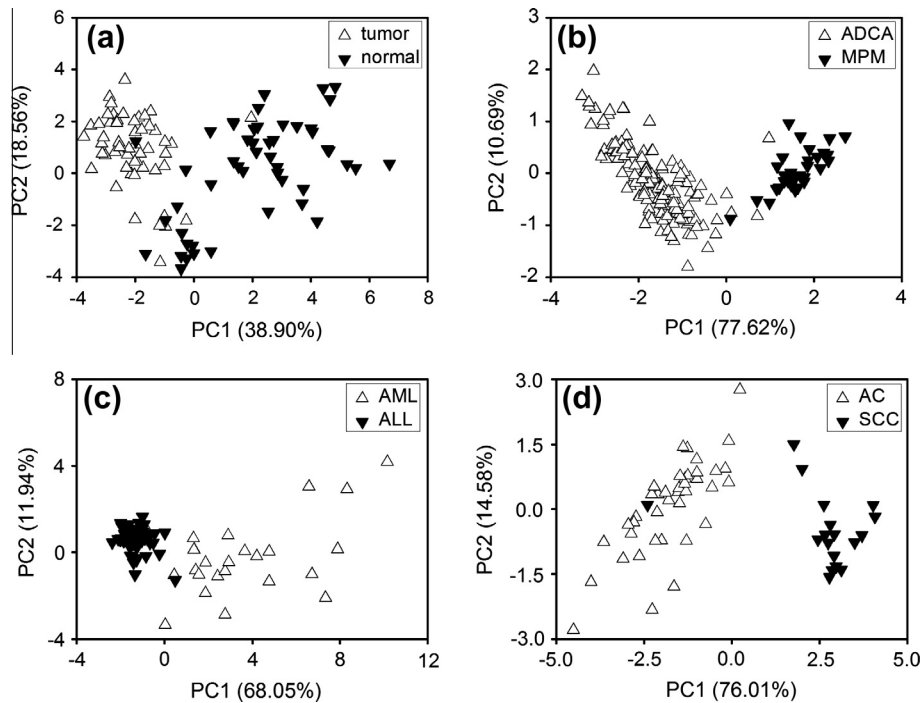 (a)
tumor
normal
6
4
2
0
-2
-4
-4
0
4
8
PC2 (18.56%)
PC1 (38.90%)
(b)
ADCA
MPM
3
2
1
0
-1
-2
-4
-2
0
2
4
PC2 (10.69%)
PC1 (77.62%)
(c)
AML
ALL
8
4
0
-4
-4
0
4
8
12
PC2 (11.94%)
PC1 (68.05%)
(d)
AC
SCC
3.0
1.5
0.0
-1.5
-3.0
-5.0
-2.5
0.0
2.5
5.0
PC2 (14.58%)
PC1 (76.01%)